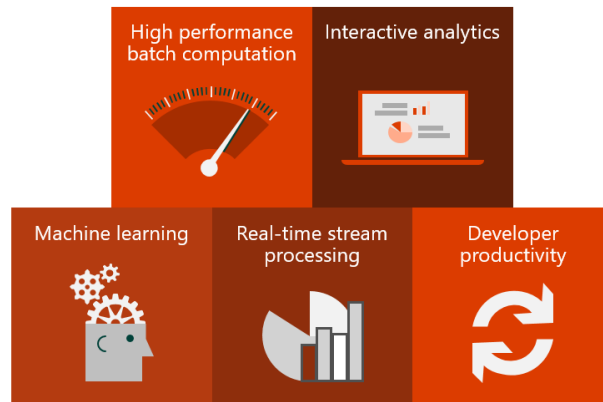 High performance
batch computation
Interactive analytics
Machine learning
Real-time stream
processing
Developer
productivity